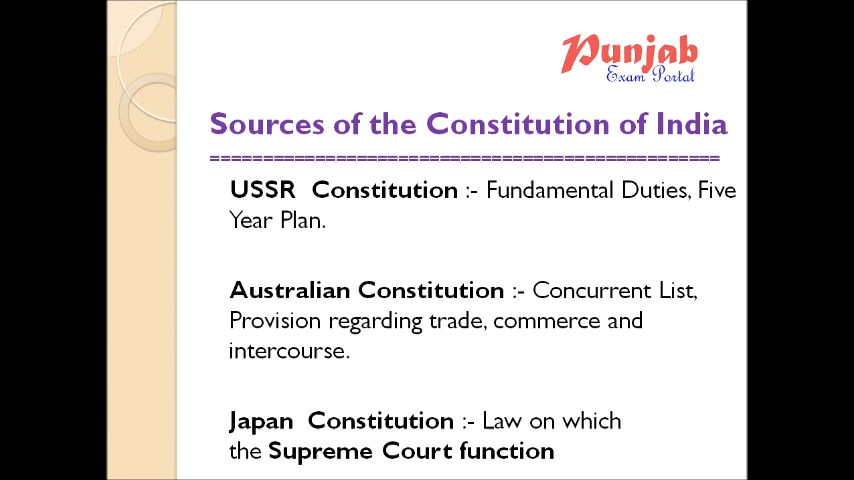 Punjab
Exam Portal
Sources of the Constitution of India
=================================================
USSR Constitution :- Fundamental Duties, Five
Year Plan.
Australian Constitution :- Concurrent List,
Provision regarding trade, commerce and
intercourse.
Japan Constitution :- Law on which
the Supreme Court function